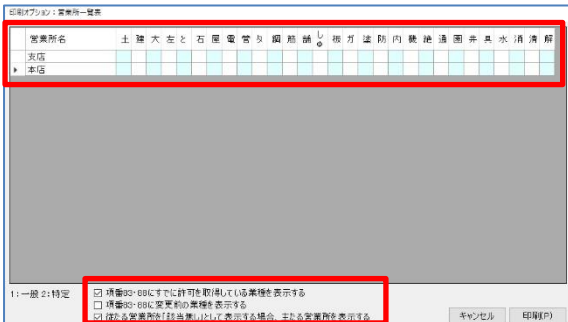 印刷オプション：営業所一覧表
営業所名 土 建 大 左 と 石 屋 電 管 タ 鋼 筋 舗 しゅ 板 ガ 塗 防 内 機 絶 通 園 井 具 水 消 清 解
支店
本店
1:一般 2:特定
項番83・88にすでに許可を取得している業種を表示する
項番83・88に変更前の業種を表示する
従たる営業所を「該当無し」として表示する場合、主たる営業所を表示する
キャンセル 印刷(P)